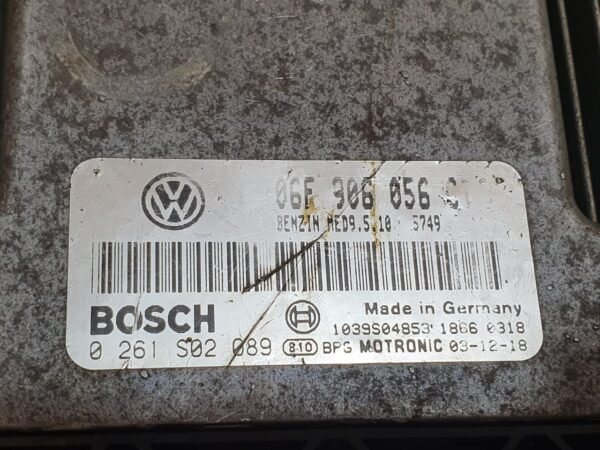 06F 906 056
BENZIN MED9.5.10 5749
BOSCH
Made in Germany
1039S04853' 1866 0318
0 261 S02 089 810 BPG MOTRONIC 03-12-18